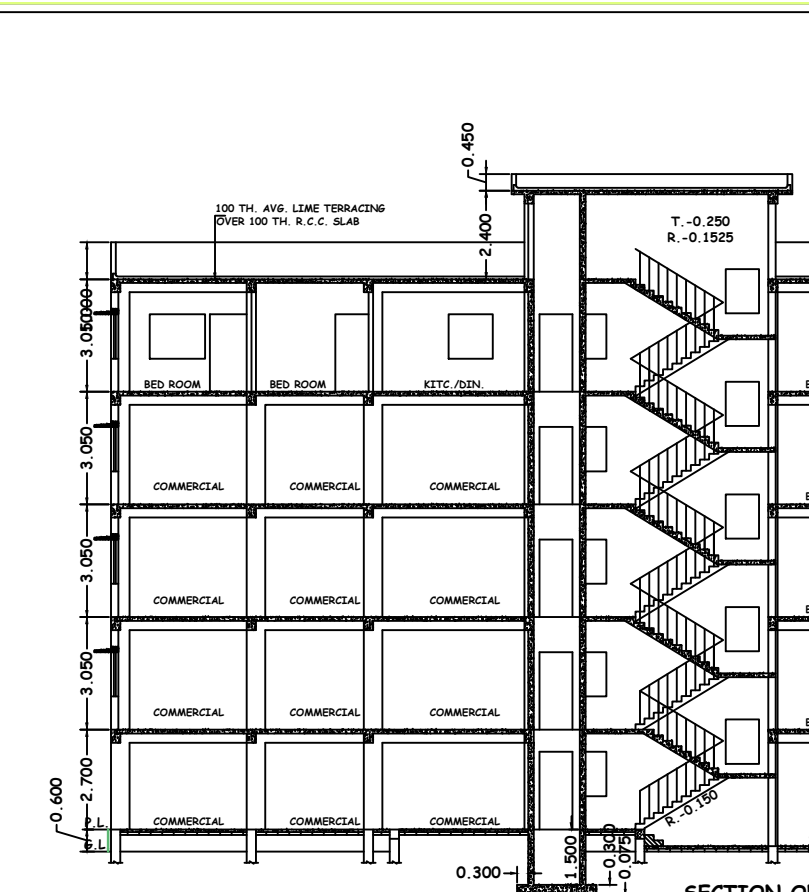 0.450
100 TH. AVG. LIME TERRACING
OVER 100 TH. R.C.C. SLAB
T.-0.250
R.-0.1525
2.400
3.050
BED ROOM BED ROOM KITC./DIN.
3.050
COMMERCIAL COMMERCIAL COMMERCIAL
3.050
COMMERCIAL COMMERCIAL COMMERCIAL
3.050
COMMERCIAL COMMERCIAL COMMERCIAL
2.700
0.600
R.-0.150
P.L. COMMERCIAL COMMERCIAL COMMERCIAL
G.L
1.500
0.300
0.075
0.300
SECTION